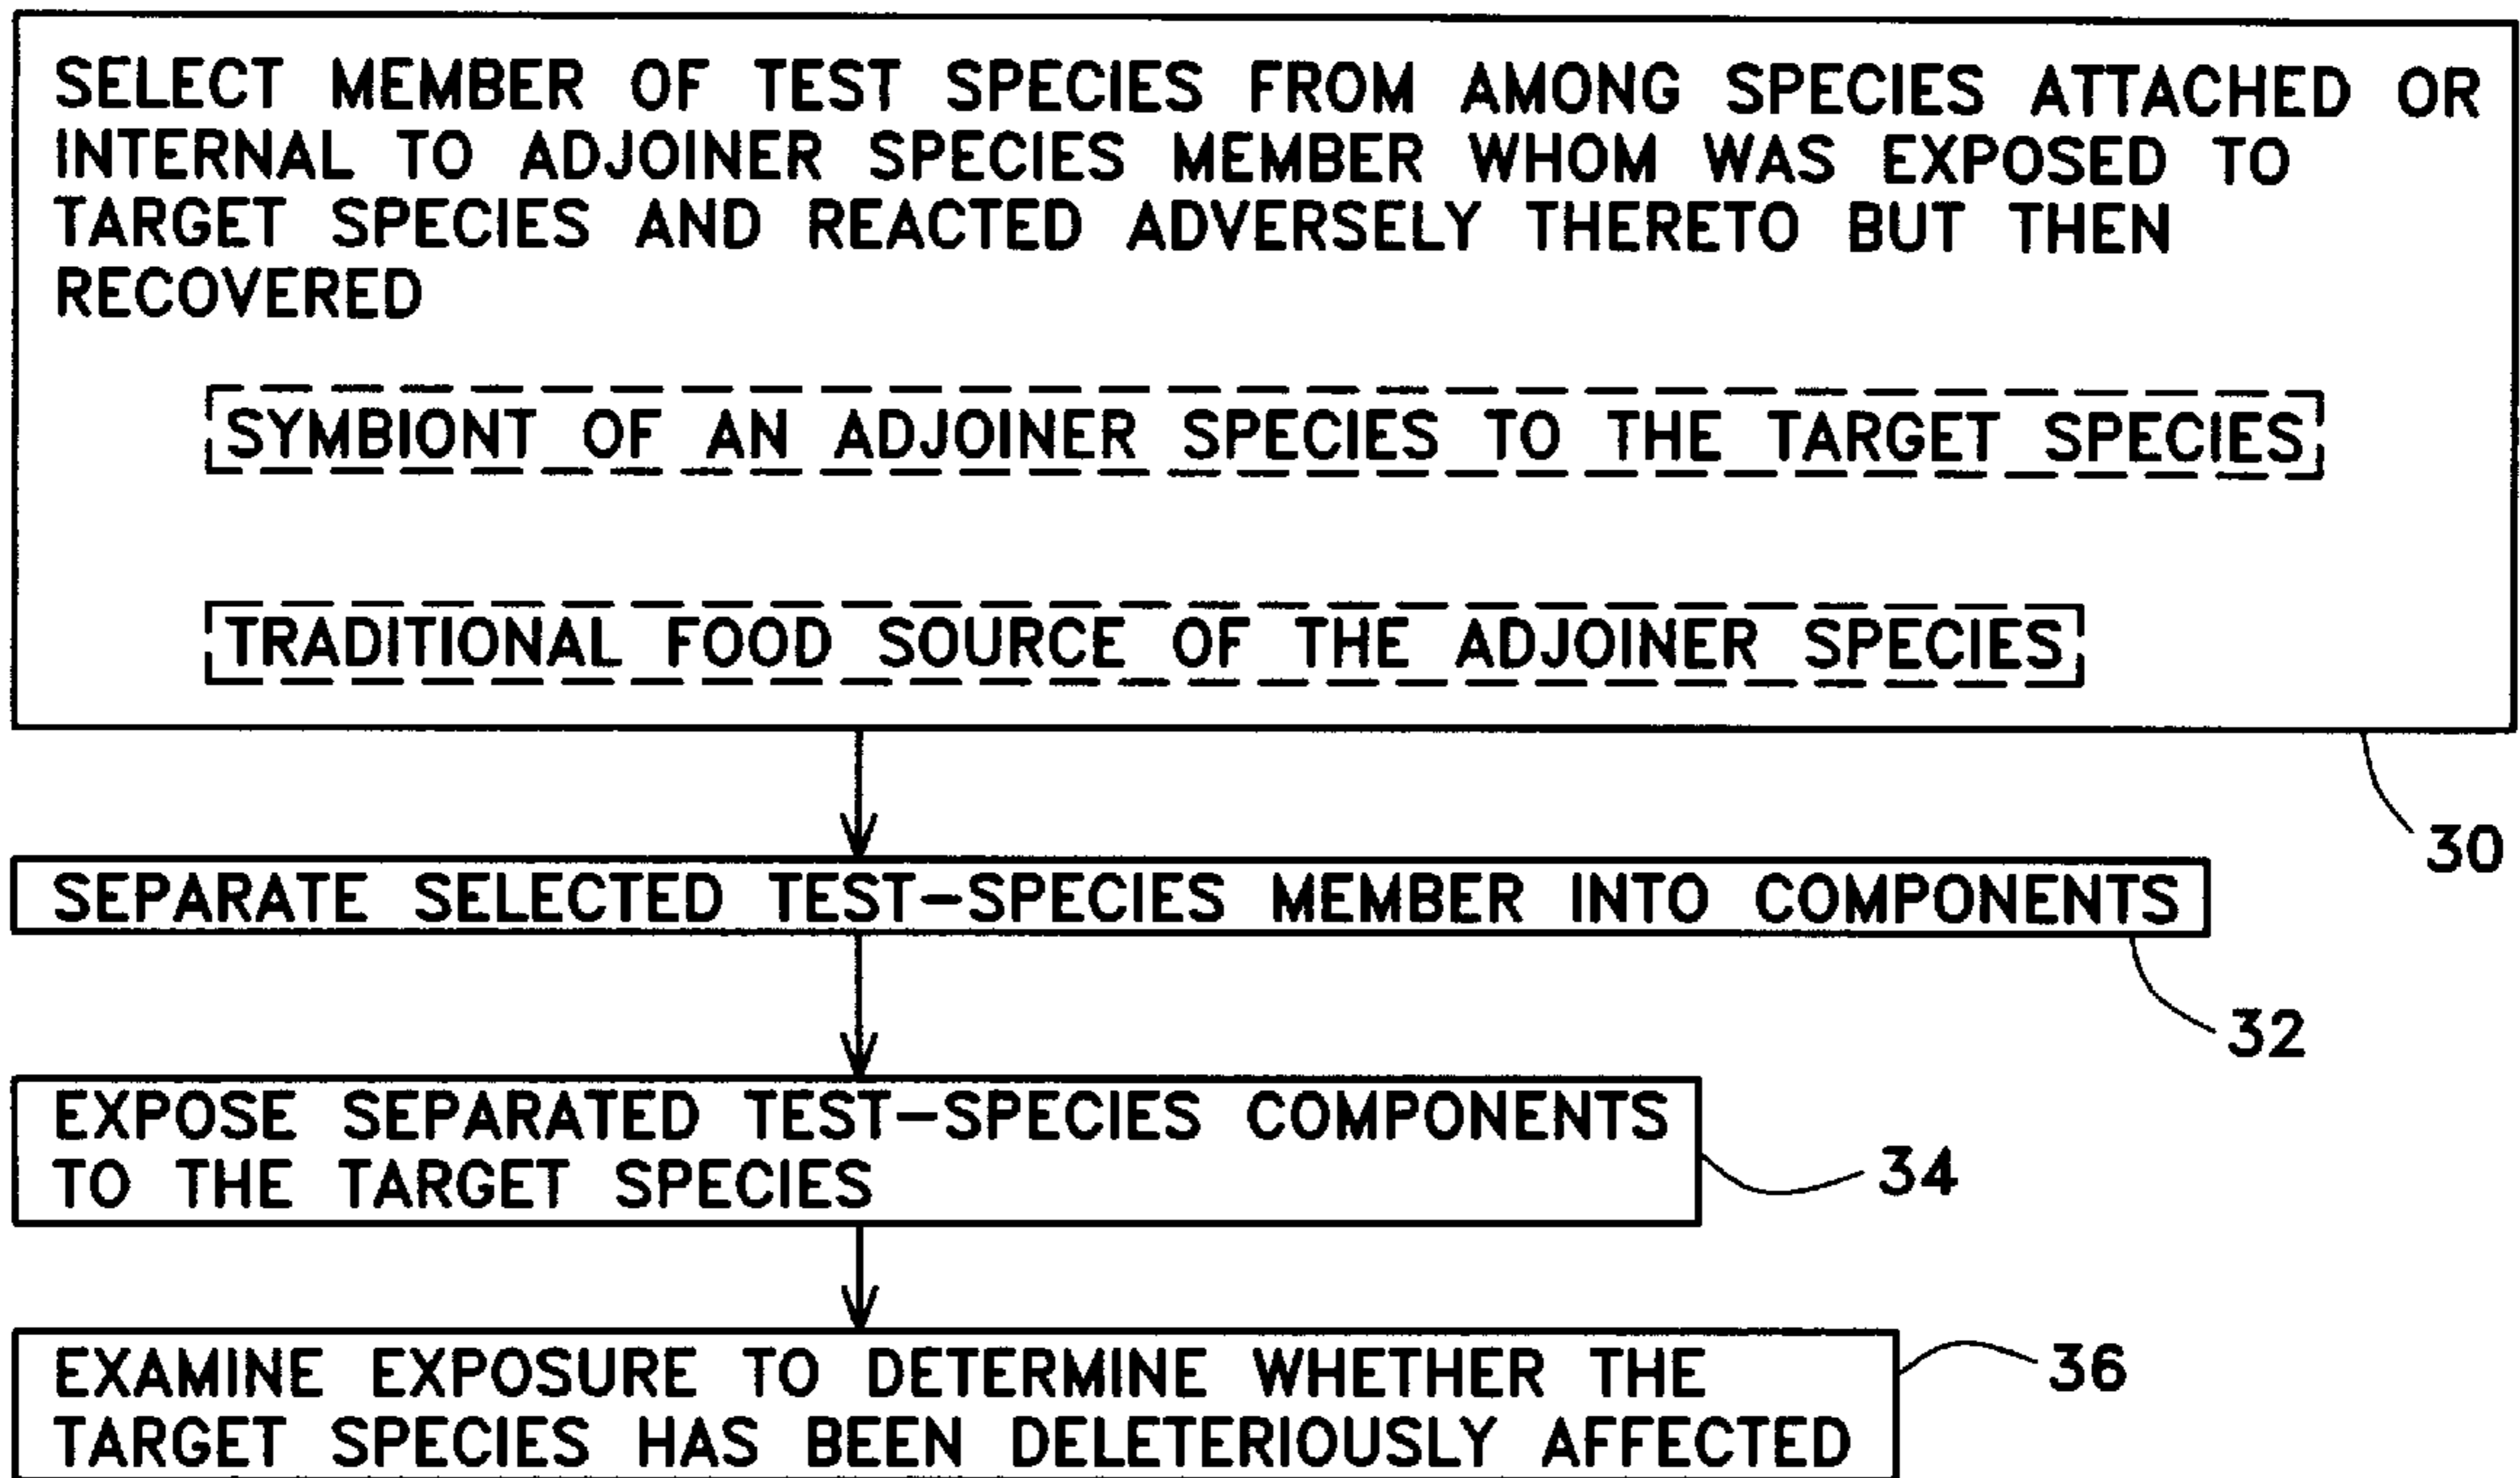 SELECT MEMBER OF TEST SPECIES FROM AMONG SPECIES ATTACHED OR
INTERNAL TO ADJOINER SPECIES MEMBER WHOM WAS EXPOSED TO
TARGET SPECIES AND REACTED ADVERSELY THERETO BUT THEN
RECOVERED
SYMBIONT OF AN ADJOINER SPECIES TO THE TARGET SPECIES
TRADITIONAL FOOD SOURCE OF THE ADJOINER SPECIES
30
SEPARATE SELECTED TEST-SPECIES MEMBER INTO COMPONENTS
32
EXPOSE SEPARATED TEST-SPECIES COMPONENTS
TO THE TARGET SPECIES
34
EXAMINE EXPOSURE TO DETERMINE WHETHER THE
TARGET SPECIES HAS BEEN DELETERIOUSLY AFFECTED
36